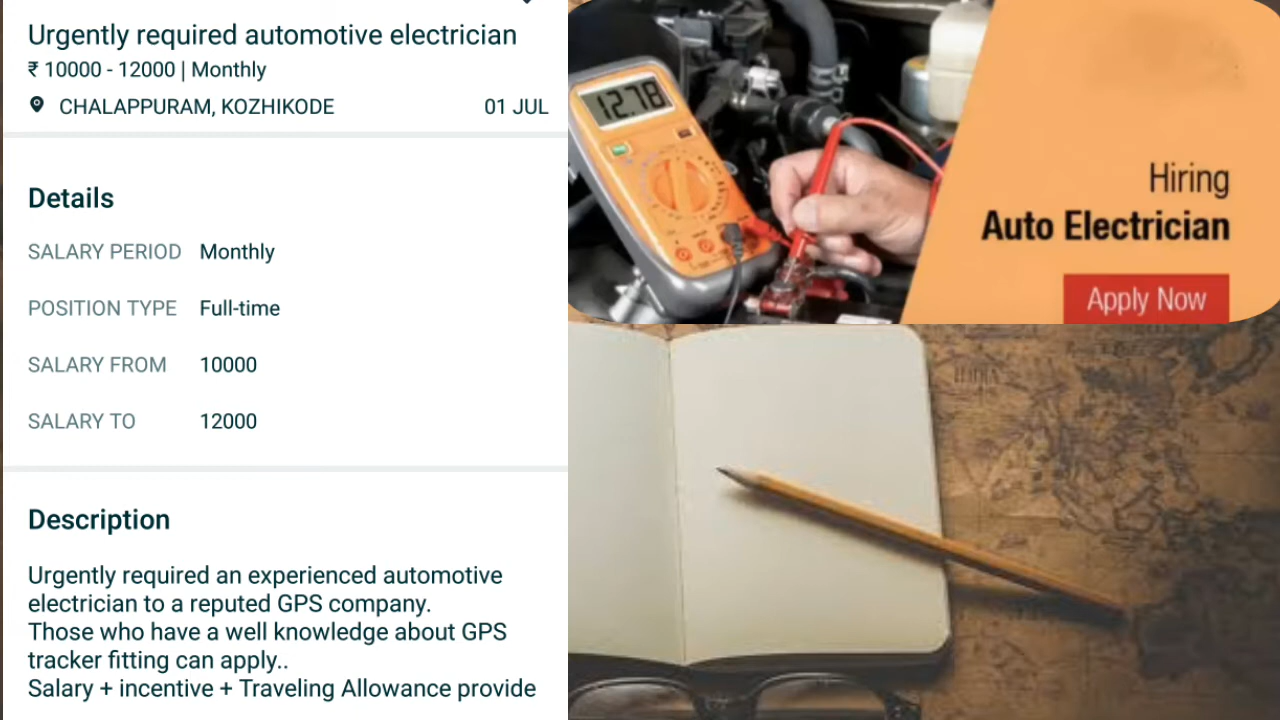 Urgently required automotive electrician
₹ 10000 - 12000 | Monthly
CHALAPPURAM, KOZHIKODE 01 JUL
Details
SALARY PERIOD Monthly
POSITION TYPE Full-time
SALARY FROM 10000
SALARY TO 12000
Description
Urgently required an experienced automotive
electrician to a reputed GPS company.
Those who have a well knowledge about GPS
tracker fitting can apply..
Salary + incentive + Traveling Allowance provide
12.78
Hiring
Auto Electrician
Apply Now